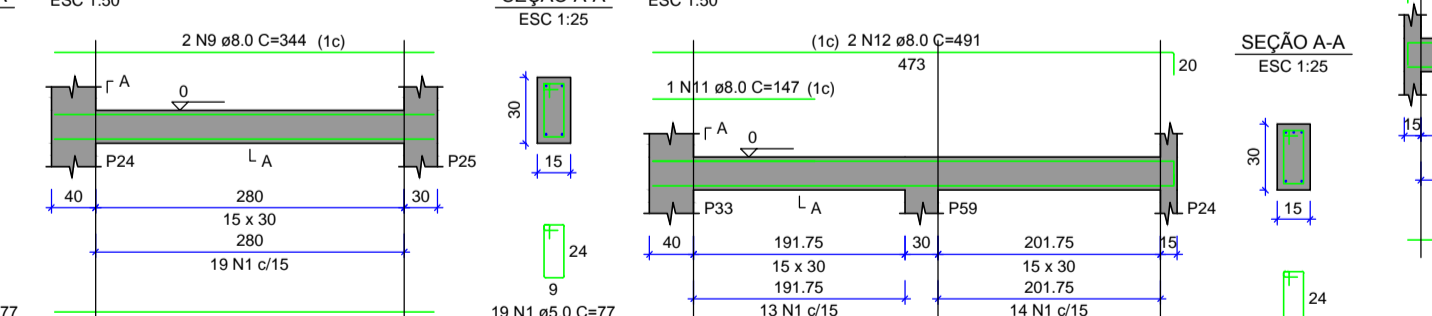 ESC 1:50
2 N9 ø8.0 C=344 (1c)
A
0
A
P24
P25
40
280
30
15 x 30
280
19 N1 c/15
77
SEÇÃO A-A
ESC 1:25
30
15
24
9
19 N1 ø5.0 C=77
ESC 1:50
(1c) 2 N12 ø8.0 C=491
473
20
1 N11 ø8.0 C=147 (1c)
A
0
A
P33
P59
P24
40
191.75
30
201.75
15
15 x 30
15 x 30
191.75
201.75
13 N1 c/15
14 N1 c/15
SEÇÃO A-A
ESC 1:25
30
15
24
15